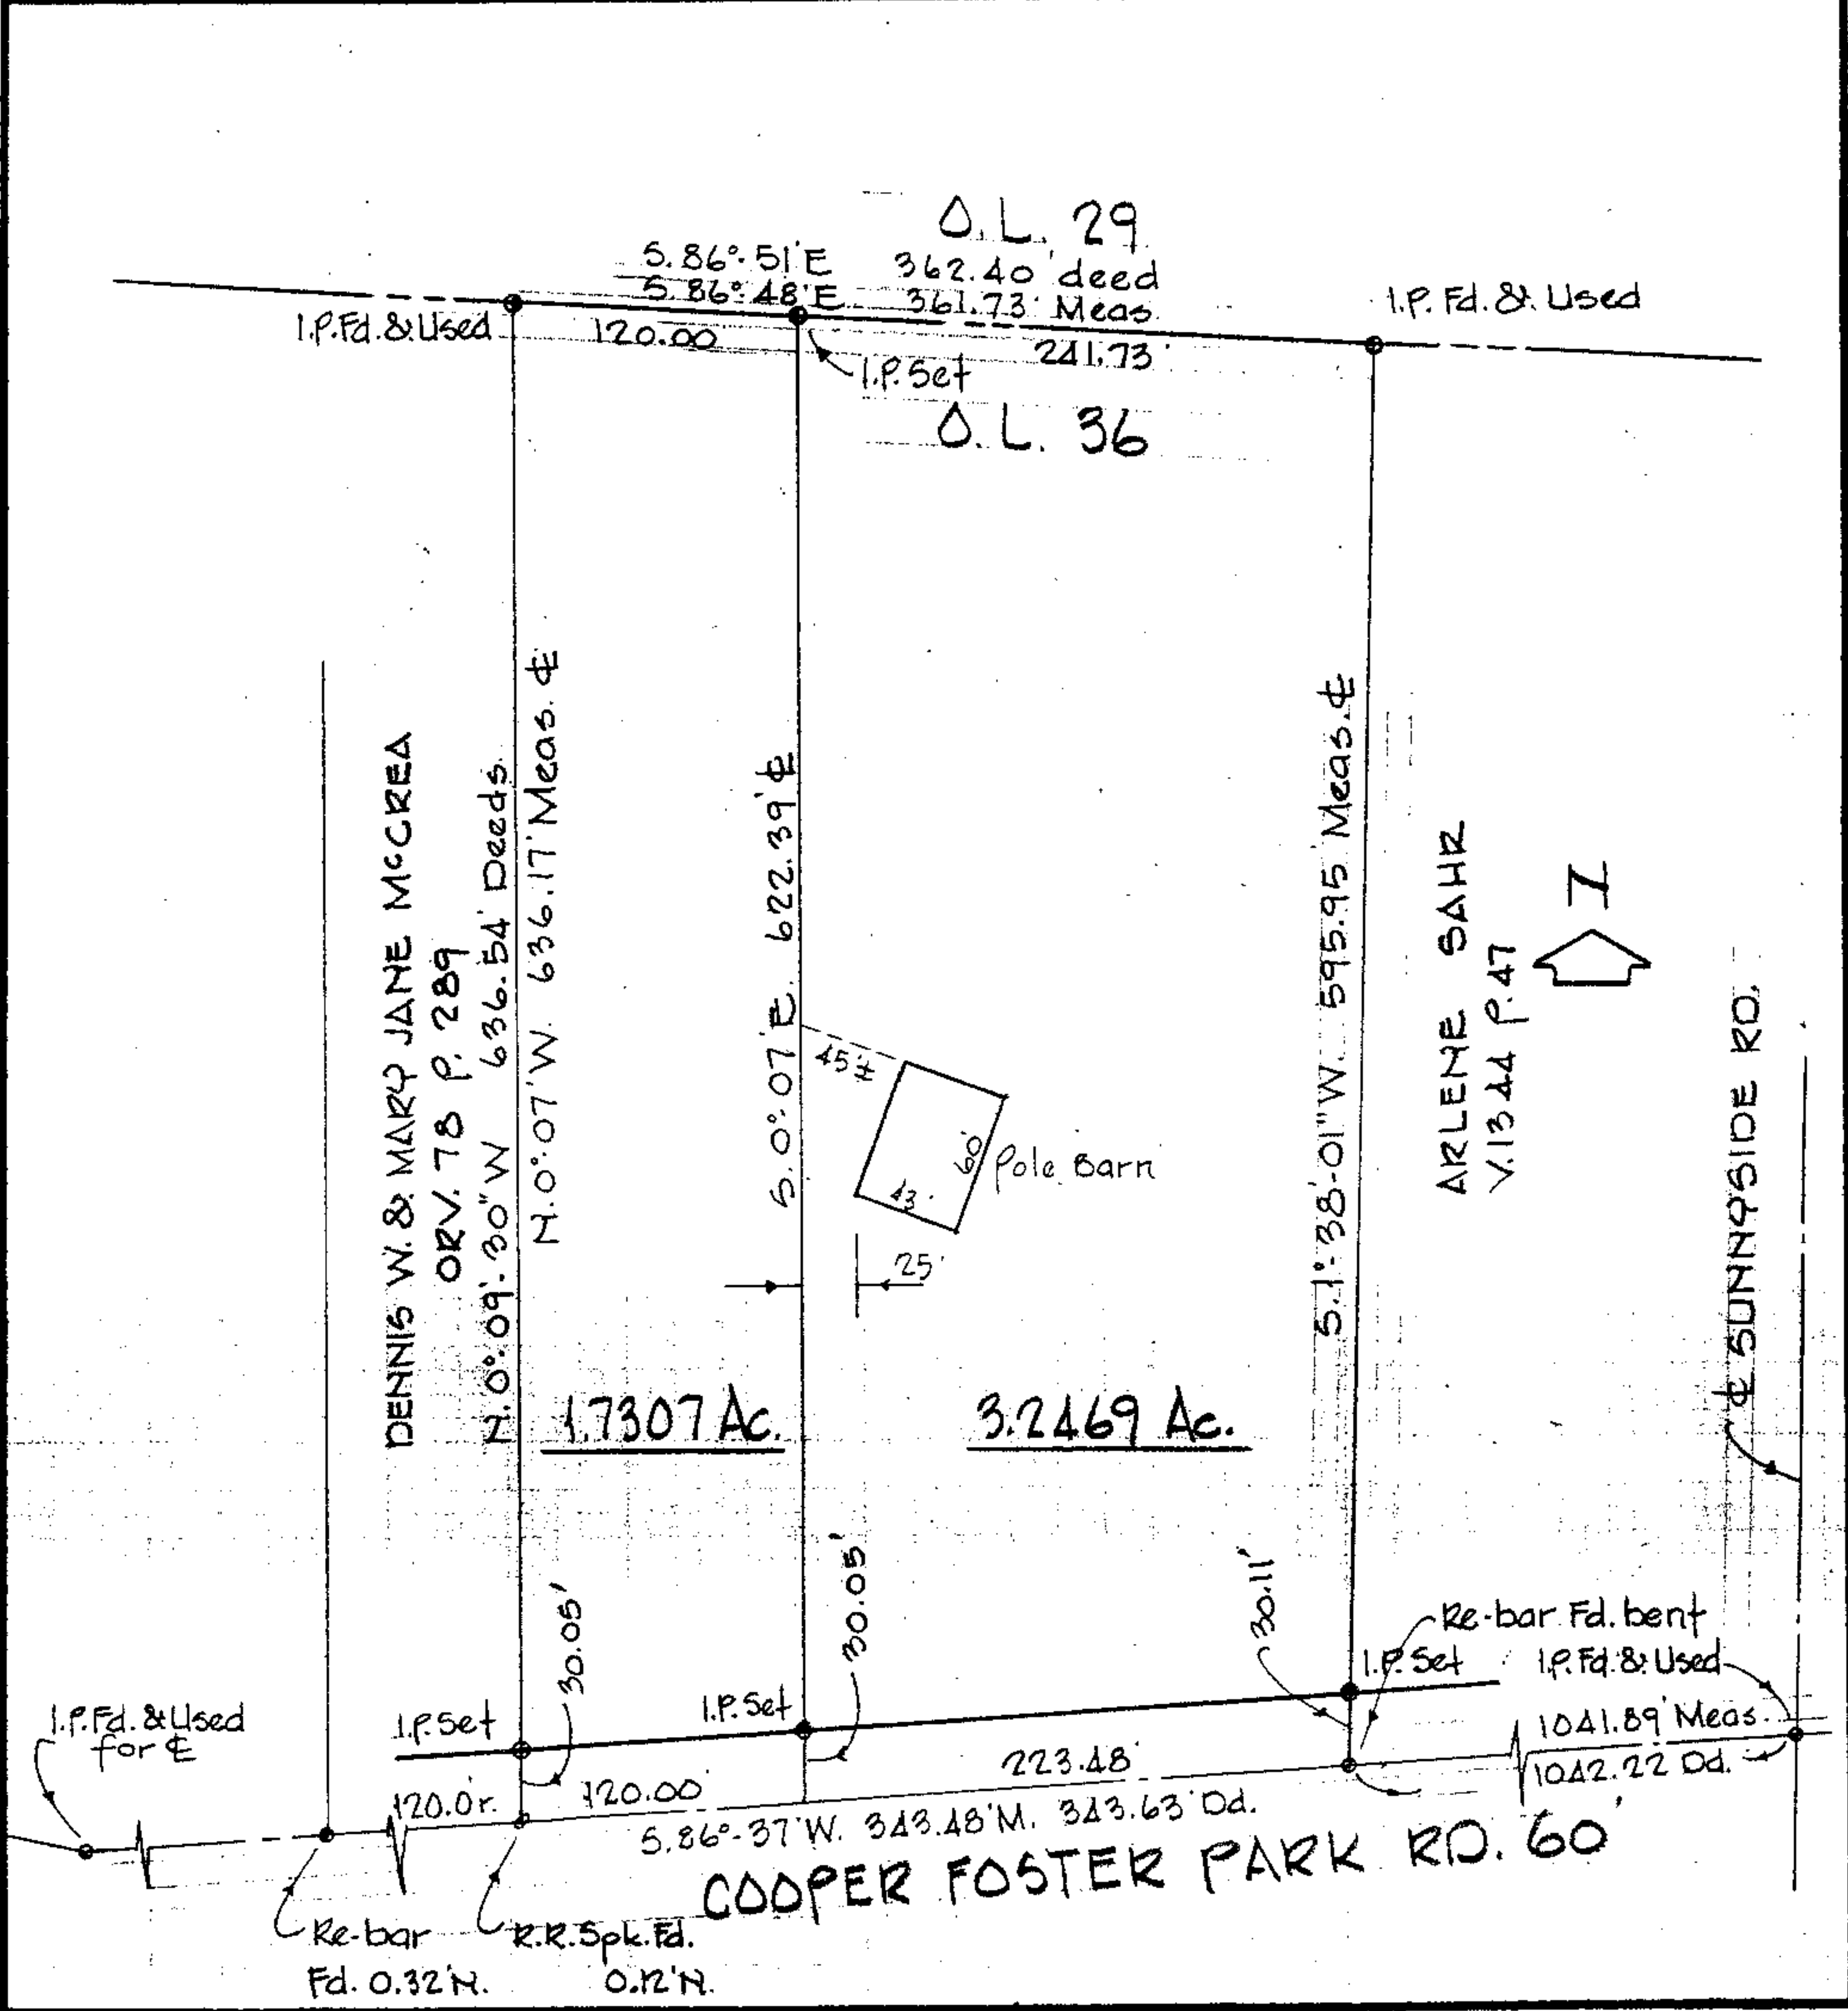 O.L. 29
S.86°-51'E 362.40' deed
S.86°-48'E 361.73' Meas.
I.P. Fd. & Used
I.P. Fd. & Used
120.00
241.73'
I.P. Set
O.L. 36
DENNIS W. & MARY JANE McCREA
ORV. 78 P. 289
N.0°-09'-30"W 636.54' Deeds
N.0°-07'W. 636.17' Meas. ℄
S.0°-07'E. 622.39' ℄
S.1°-38'-01"W. 595.95' Meas. ℄
ARLENE SAHR
V.1344 P.47
N
℄ SUNNYSIDE RD.
45'±
60'
43'
Pole Barn
25'
1.7307 Ac.
3.2469 Ac.
30.05'
30.05'
30.11'
Re-bar Fd. bent
I.P. Set
I.P. Fd. & Used
I.P. Set
I.P. Set
I.P. Fd. & Used
for ℄
1041.89' Meas.
1042.22 Dd.
120.0r.
120.00'
223.48'
S.86°-37'W. 343.48'M. 343.63'Dd.
COOPER FOSTER PARK RD. 60'
Re-bar
Fd. 0.32'N.
R.R. Spk. Fd.
0.12'N.